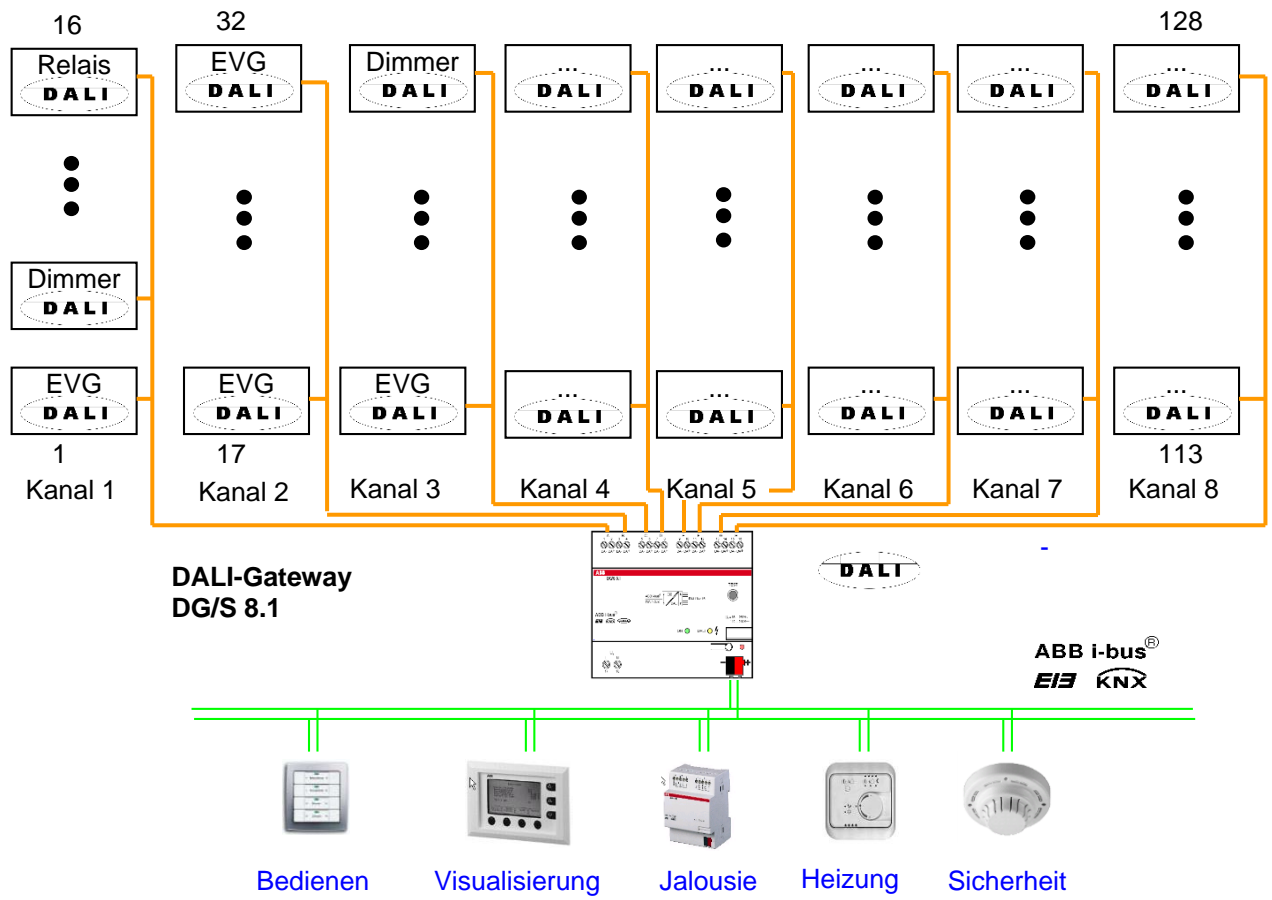 16
32
128
Relais
DALI
EVG
DALI
Dimmer
DALI
...
DALI
...
DALI
...
DALI
...
DALI
...
DALI
Dimmer
DALI
EVG
DALI
EVG
DALI
EVG
DALI
...
DALI
...
DALI
...
DALI
...
DALI
...
DALI
1
17
113
Kanal 1
Kanal 2
Kanal 3
Kanal 4
Kanal 5
Kanal 6
Kanal 7
Kanal 8
DALI-Gateway
DG/S 8.1
ABB
DALI
-
ABB i-bus®
EIB KNX
Bedienen
Visualisierung
Jalousie
Heizung
Sicherheit